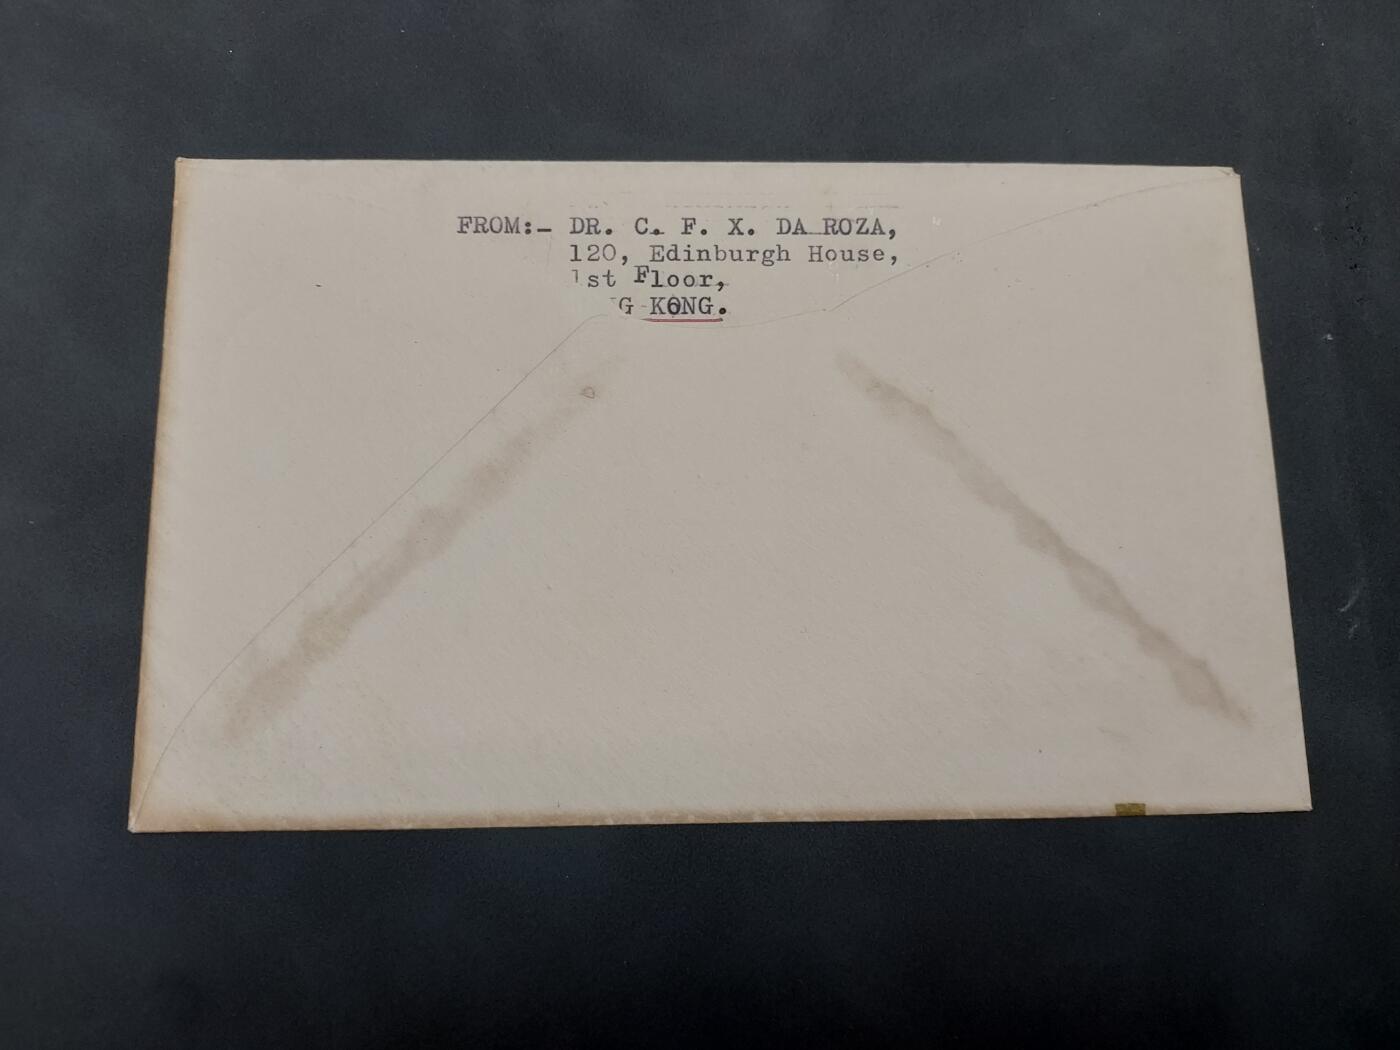 FROM:- DR. C. F. X. DA ROZA,
120, Edinburgh House,
1st Floor,
G KONG.